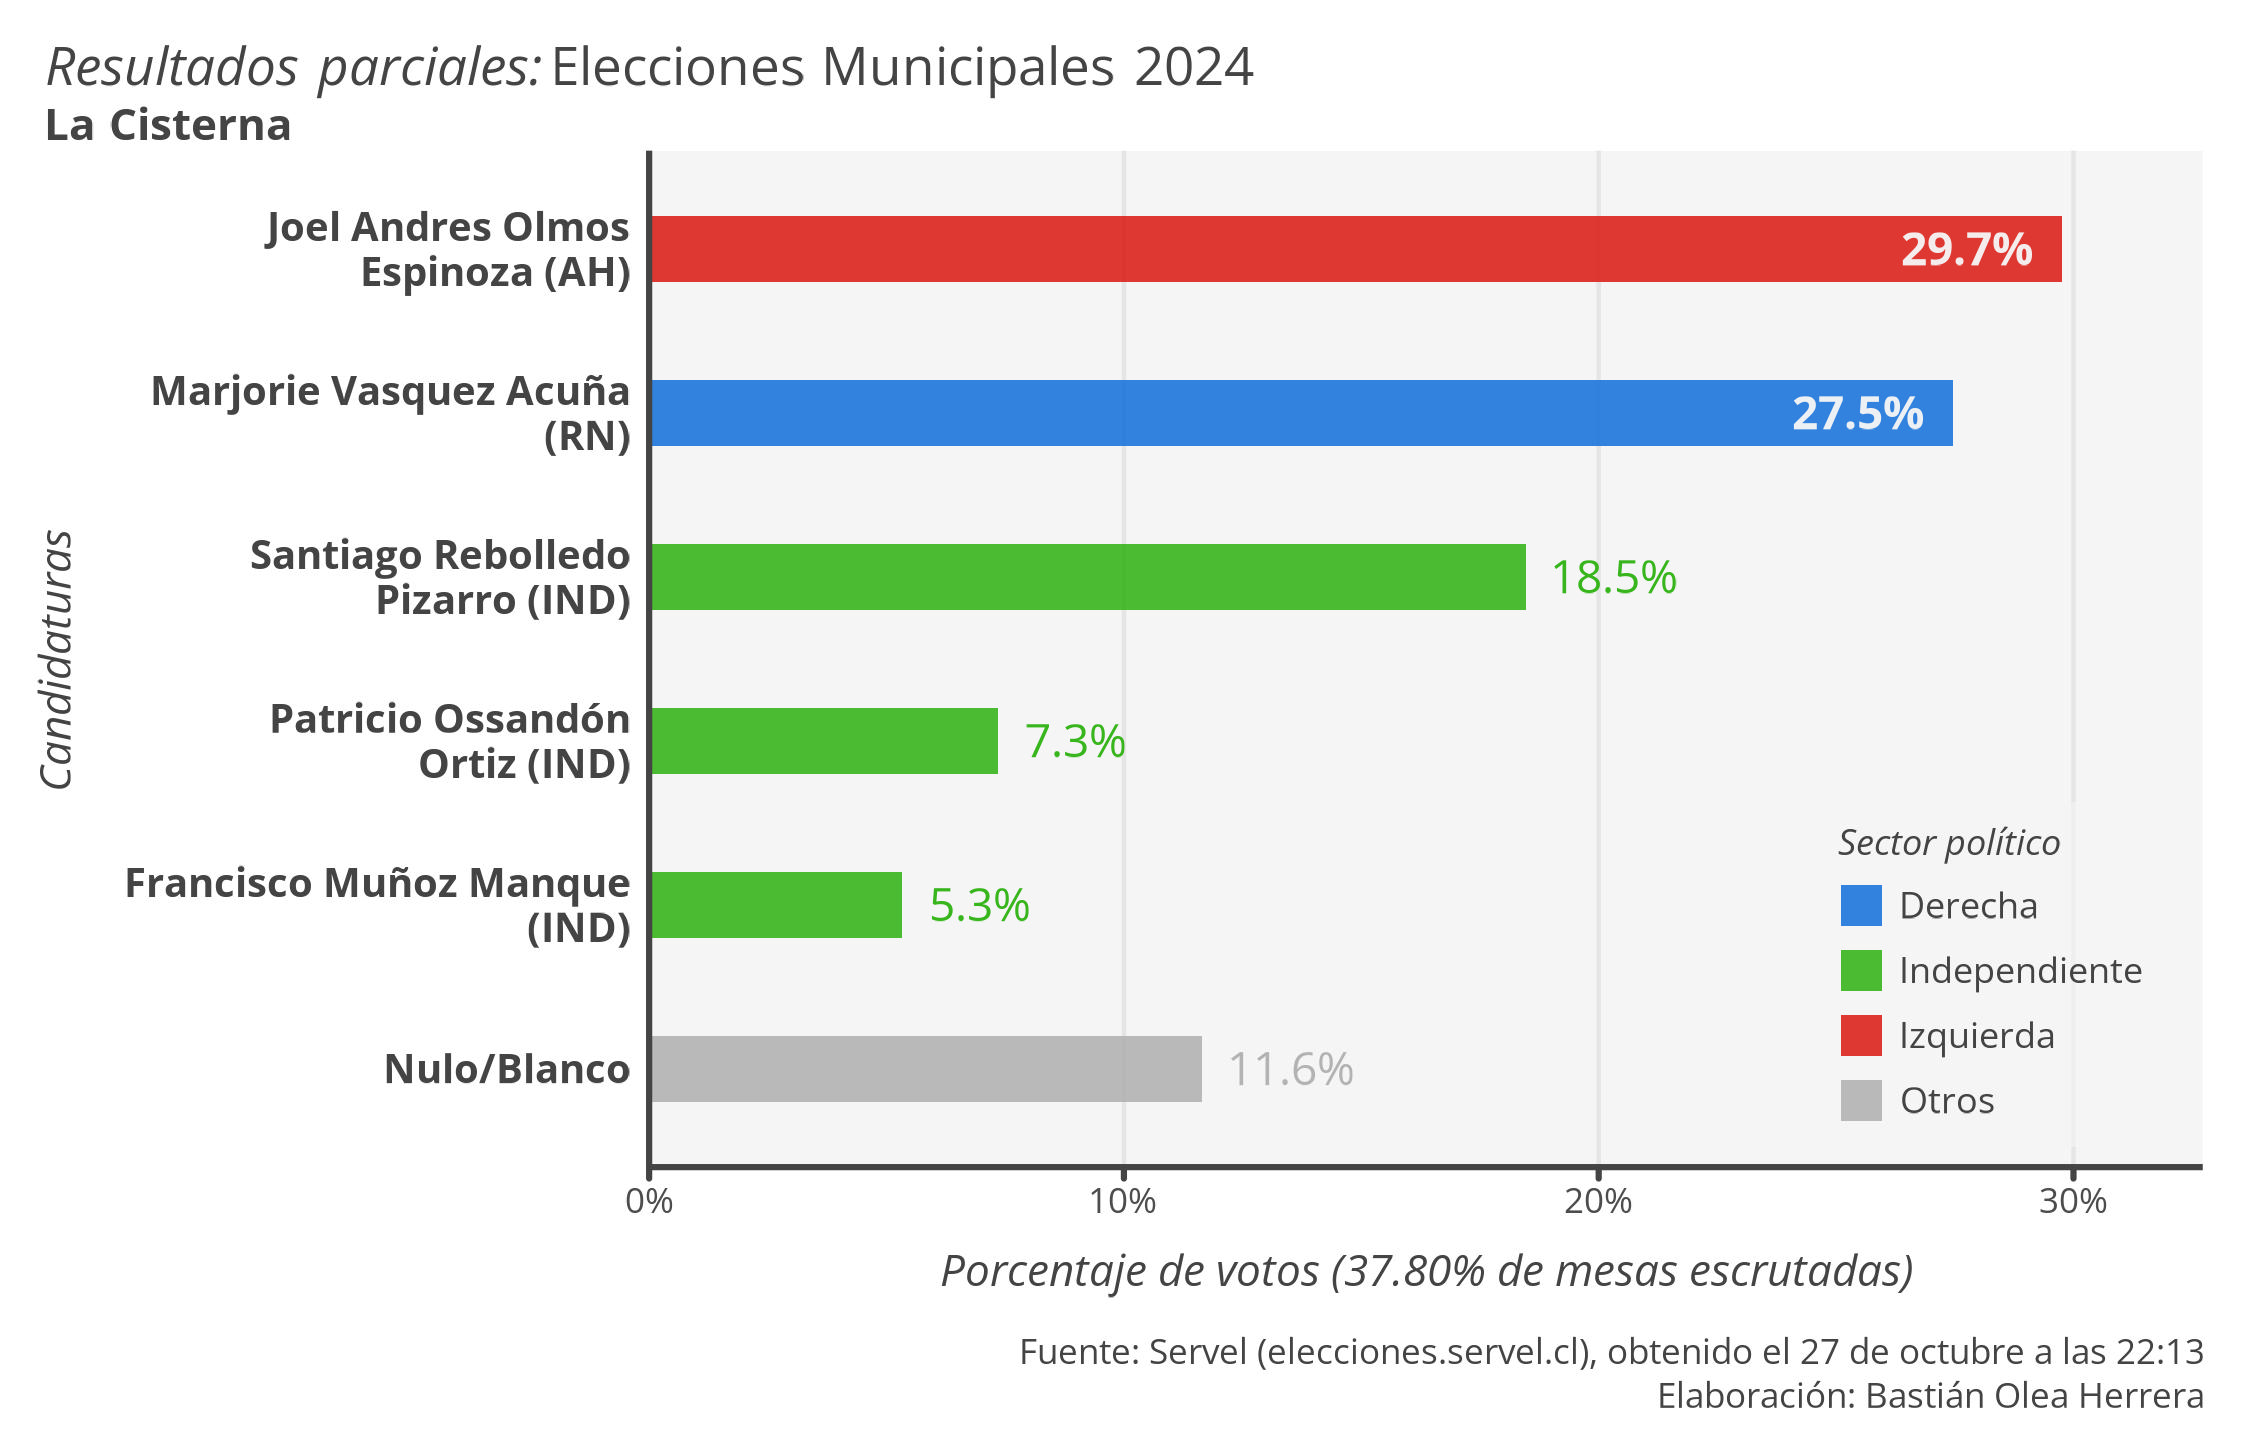 Resultados parciales: Elecciones Municipales 2024
La Cisterna
Candidaturas
Joel Andres Olmos
Espinoza (AH)
29.7%
Marjorie Vasquez Acuña
(RN)
27.5%
Santiago Rebolledo
Pizarro (IND)
18.5%
Patricio Ossandón
Ortiz (IND)
7.3%
Francisco Muñoz Manque
(IND)
5.3%
Nulo/Blanco
11.6%
Sector político
Derecha
Independiente
Izquierda
Otros
0%
10%
20%
30%
Porcentaje de votos (37.80% de mesas escrutadas)
Fuente: Servel (elecciones.servel.cl), obtenido el 27 de octubre a las 22:13
Elaboración: Bastián Olea Herrera